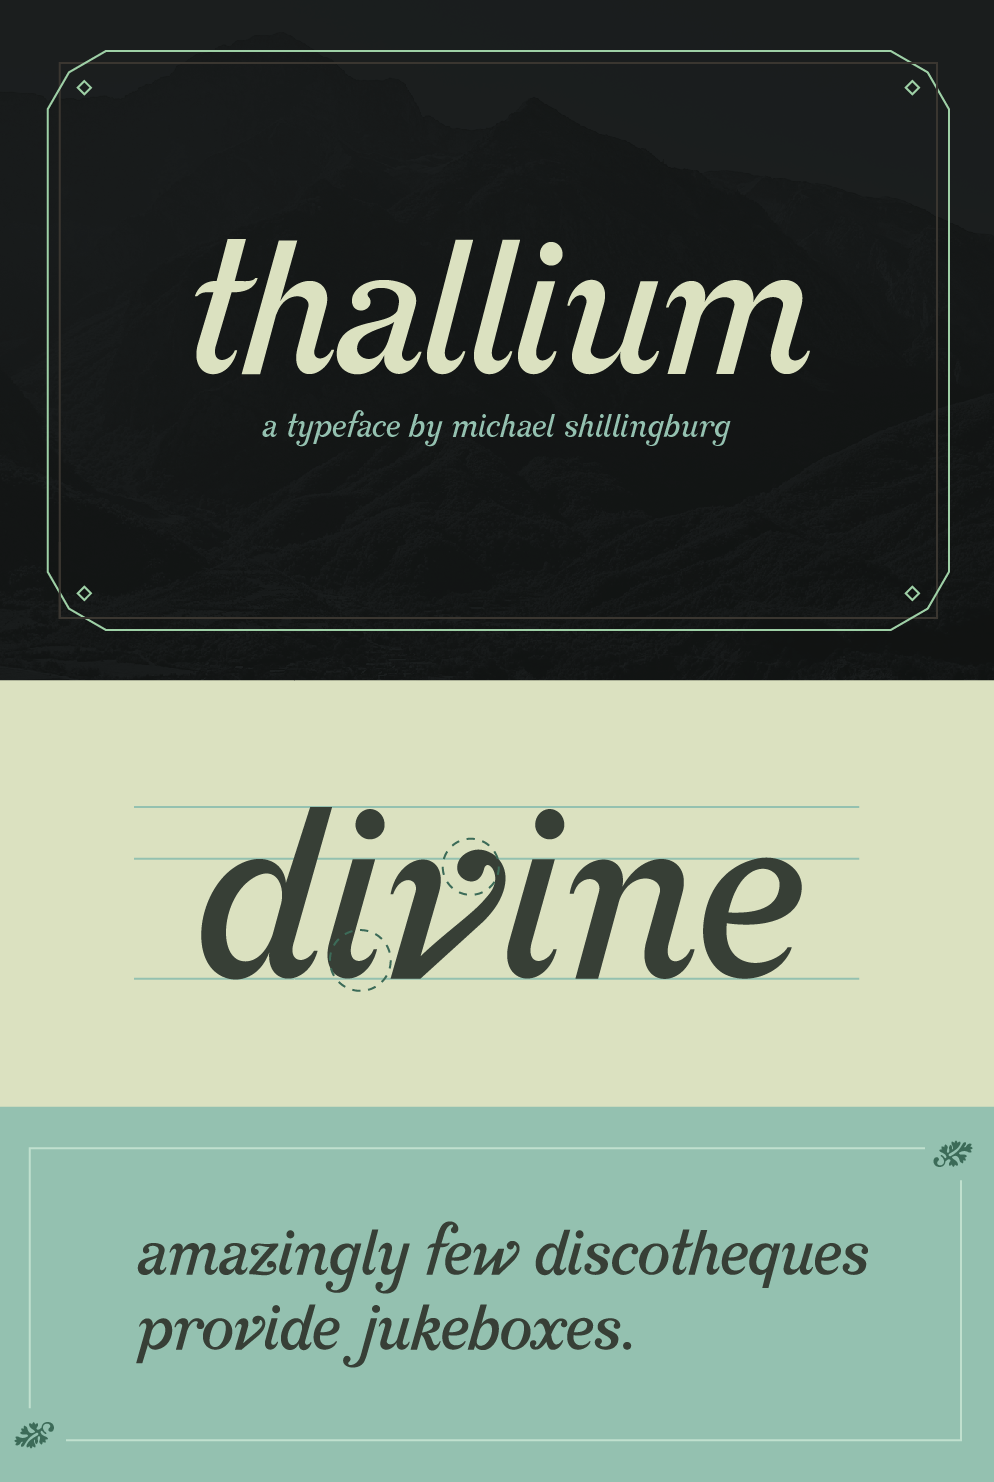 thallium
a typeface by michael shillingburg
divine
amazingly few discotheques
provide jukeboxes.